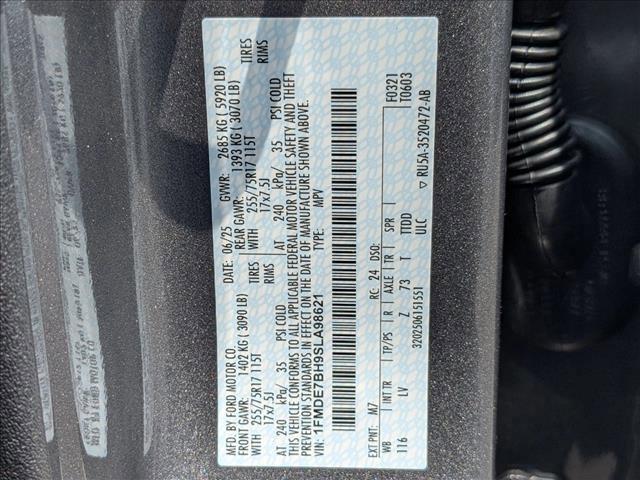 MFD. BY FORD MOTOR CO.
DATE: 06/25 GVWR: 2685 KG ( 5920 LB)
FRONT GAWR: 1402 KG ( 3090 LB) REAR GAWR: 1393 KG ( 3070 LB)
WITH 255/75R17 115T TIRES WITH 255/75R17 115T TIRES
17x7.5J RIMS 17x7.5J RIMS
AT 240 kPa/ 35 PSI COLD AT 240 kPa/ 35 PSI COLD
THIS VEHICLE CONFORMS TO ALL APPLICABLE FEDERAL MOTOR VEHICLE SAFETY AND THEFT
PREVENTION STANDARDS IN EFFECT ON THE DATE OF MANUFACTURE SHOWN ABOVE.
VIN: 1FMDE7BH9SLA98621 TYPE: MPV
EXT PNT: M7 RC: 24 DSO: F0321
WB INT TR TP/PS R AXLE TR SPR T0603
116 LV Z 73 T TTDD
3202506151551 ULC
▽ RU5A-3520472-AB